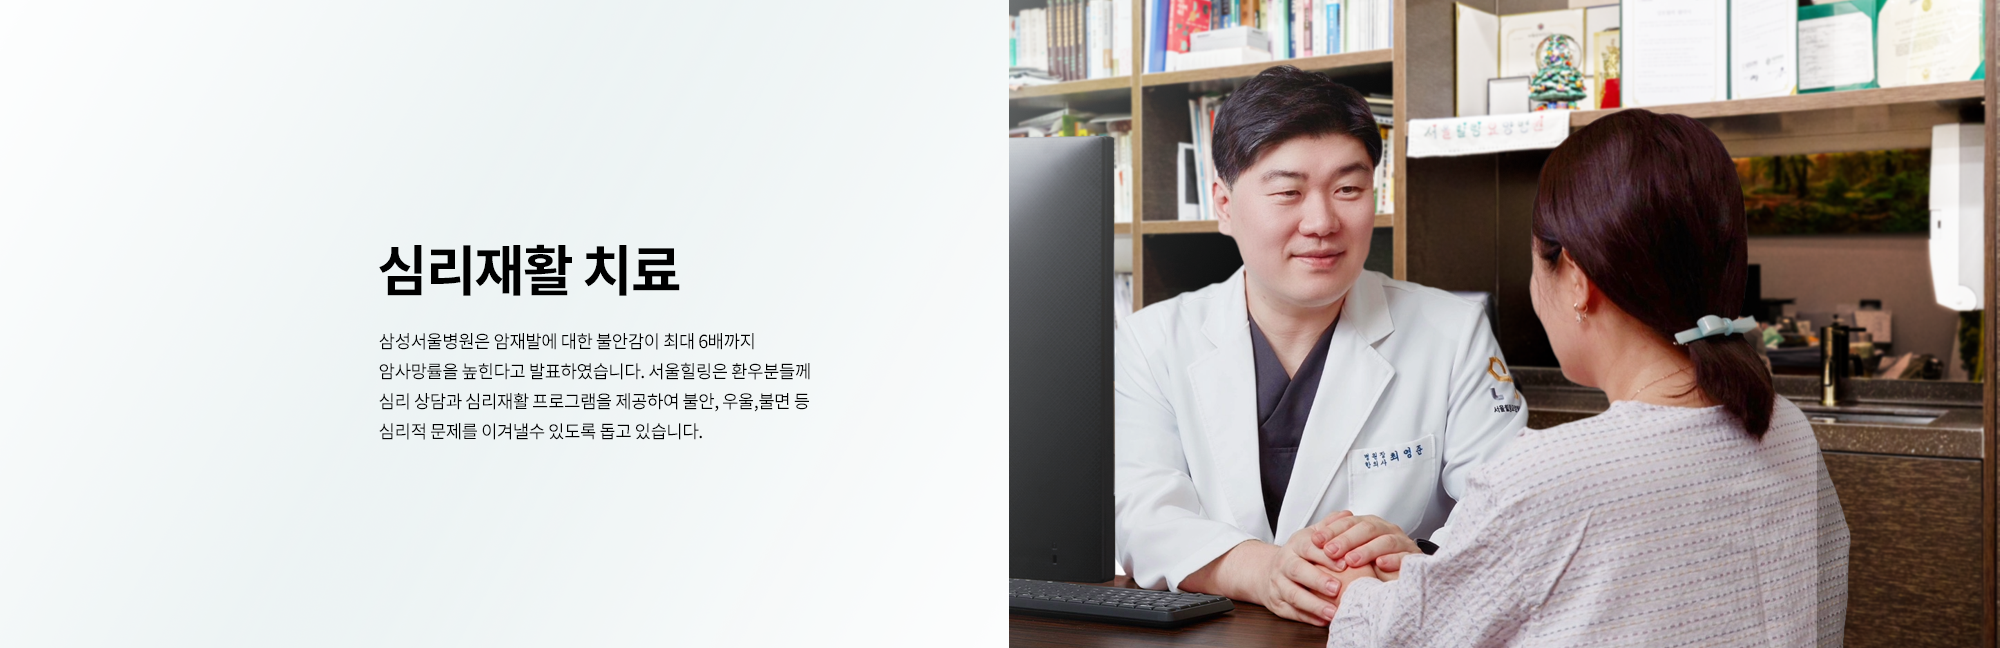 심리재활 치료
삼성서울병원은 암재발에 대한 불안감이 최대 6배까지
암사망률을 높힌다고 발표하였습니다. 서울힐링은 환우분들께
심리 상담과 심리재활 프로그램을 제공하여 불안, 우울,불면 등
심리적 문제를 이겨낼수 있도록 돕고 있습니다.
서울힐링요양병원
병원장
한의사 최영준